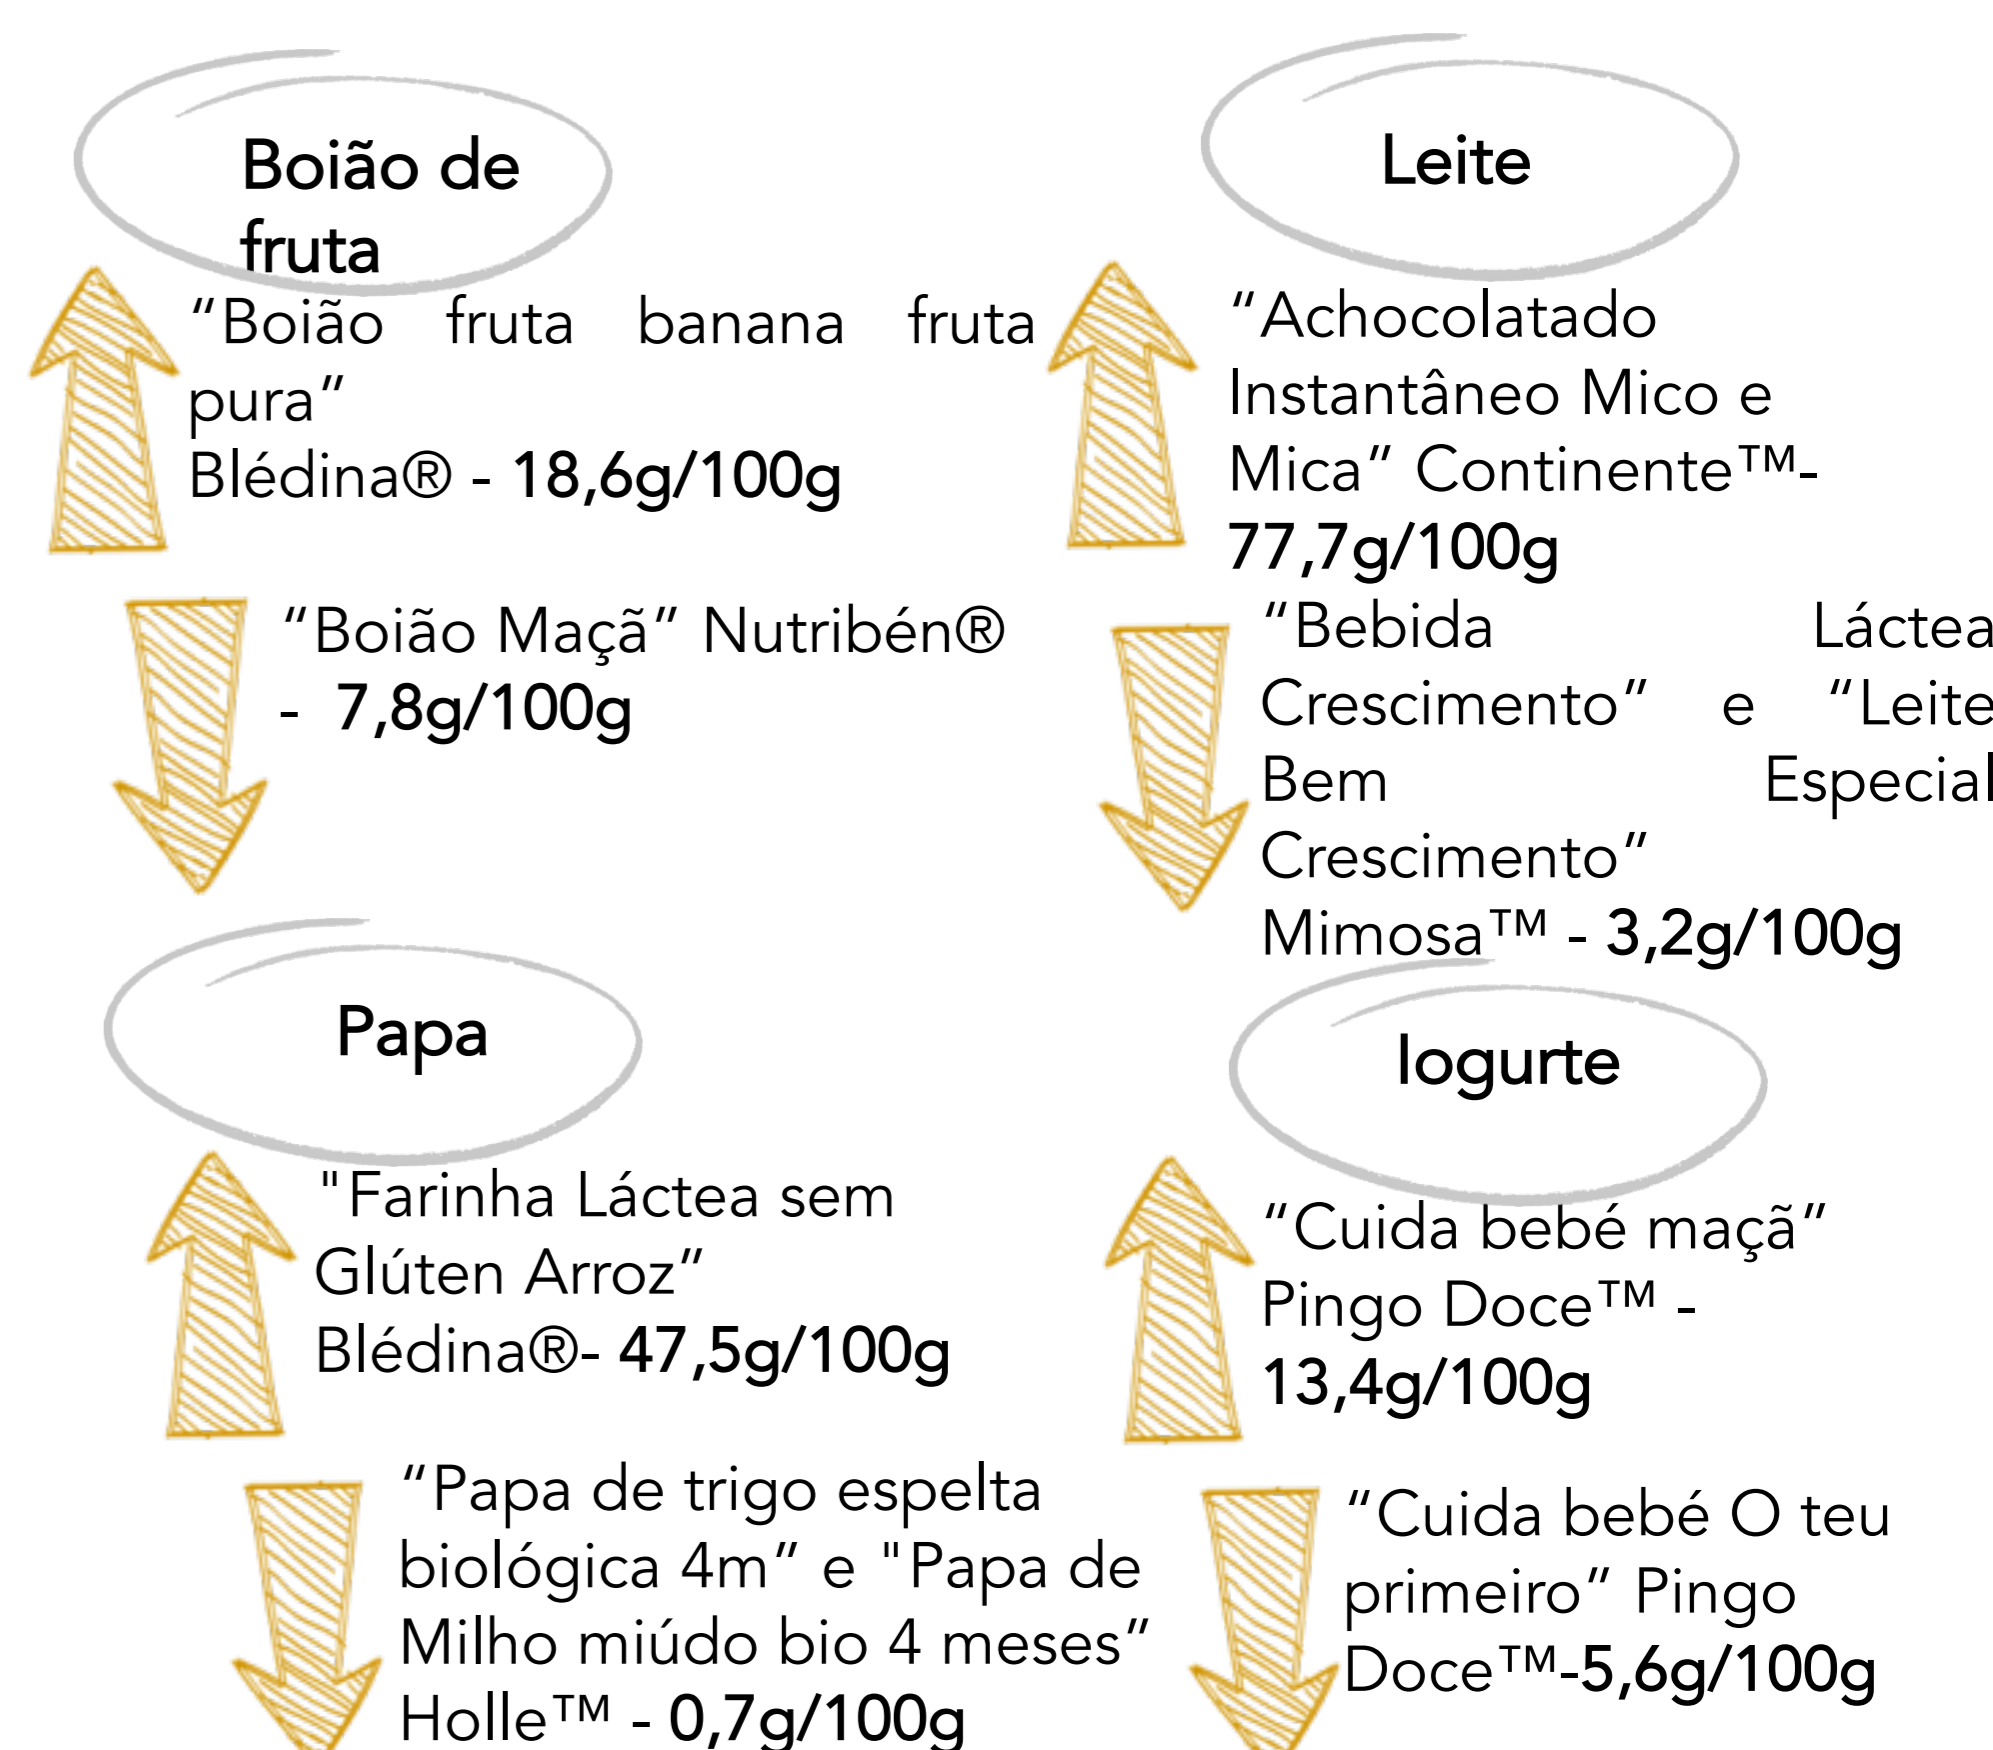 Boião de
fruta
“Boião fruta banana fruta
pura”
Blédina® - 18,6g/100g
“Boião Maçã” Nutribén®
- 7,8g/100g
Leite
“Achocolatado
Instantâneo Mico e
Mica” Continente™-
77,7g/100g
“Bebida Láctea
Crescimento” e “Leite
Bem Especial
Crescimento”
Mimosa™ - 3,2g/100g
Papa
"Farinha Láctea sem
Glúten Arroz”
Blédina®- 47,5g/100g
“Papa de trigo espelta
biológica 4m” e "Papa de
Milho miúdo bio 4 meses”
Holle™ - 0,7g/100g
Iogurte
“Cuida bebé maçã”
Pingo Doce™ -
13,4g/100g
“Cuida bebé O teu
primeiro” Pingo
Doce™-5,6g/100g